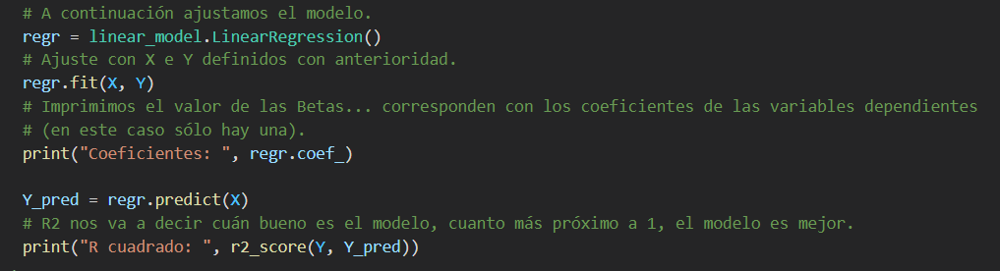 # A continuación ajustamos el modelo.
regr = linear_model.LinearRegression()
# Ajuste con X e Y definidos con anterioridad.
regr.fit(X, Y)
# Imprimimos el valor de las Betas... corresponden con los coeficientes de las variables dependientes
# (en este caso sólo hay una).
print("Coeficientes: ", regr.coef_)
Y_pred = regr.predict(X)
# R2 nos va a decir cuán bueno es el modelo, cuanto más próximo a 1, el modelo es mejor.
print("R cuadrado: ", r2_score(Y, Y_pred))